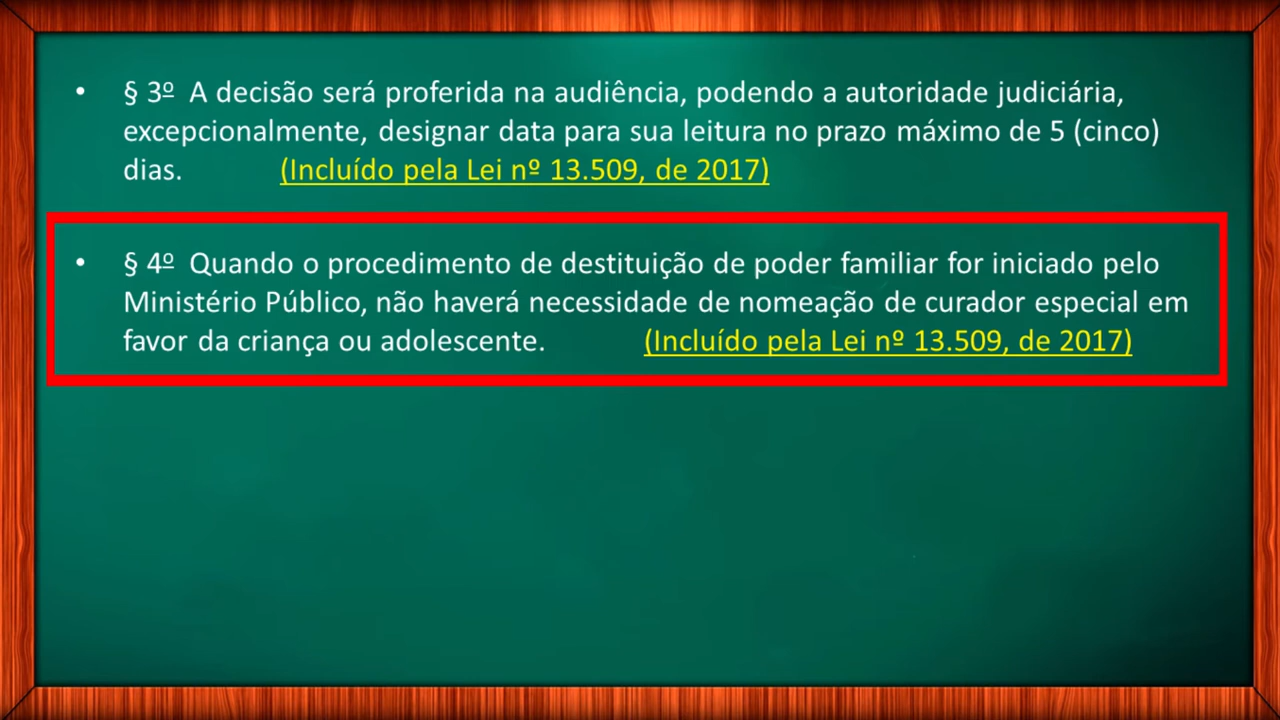 • § 3º A decisão será proferida na audiência, podendo a autoridade judiciária,
excepcionalmente, designar data para sua leitura no prazo máximo de 5 (cinco)
dias. (Incluído pela Lei nº 13.509, de 2017)
• § 4º Quando o procedimento de destituição de poder familiar for iniciado pelo
Ministério Público, não haverá necessidade de nomeação de curador especial em
favor da criança ou adolescente. (Incluído pela Lei nº 13.509, de 2017)